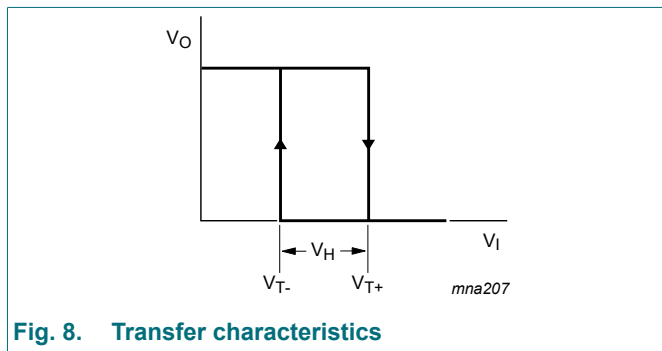 VO
VH
VI
VT-
VT+
mna207
Fig. 8. Transfer characteristics